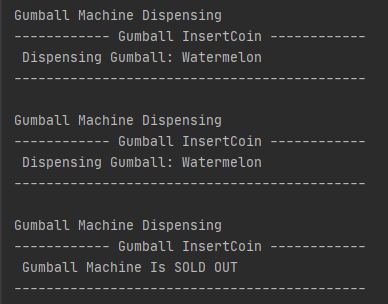 Gumball Machine Dispensing
------------ Gumball InsertCoin ------------
 Dispensing Gumball: Watermelon
--------------------------------------------
Gumball Machine Dispensing
------------ Gumball InsertCoin ------------
 Dispensing Gumball: Watermelon
--------------------------------------------
Gumball Machine Dispensing
------------ Gumball InsertCoin ------------
 Gumball Machine Is SOLD OUT
--------------------------------------------